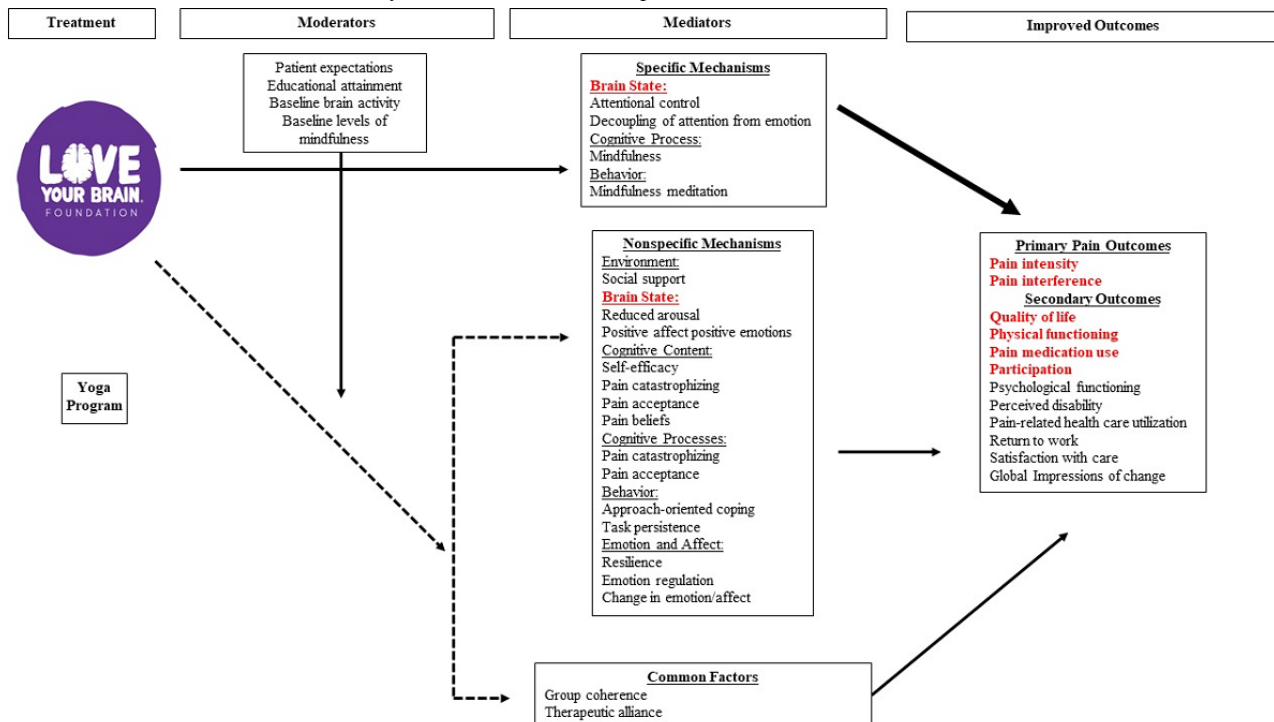 Treatment
Moderators
Mediators
Improved Outcomes
Patient expectations
Educational attainment
Baseline brain activity
Baseline levels of
mindfulness
LOVE
YOUR BRAIN.
FOUNDATION
Yoga
Program
Specific Mechanisms
Brain State:
Attentional control
Decoupling of attention from emotion
Cognitive Process:
Mindfulness
Behavior:
Mindfulness meditation
Nonspecific Mechanisms
Environment:
Social support
Brain State:
Reduced arousal
Positive affect positive emotions
Cognitive Content:
Self-efficacy
Pain catastrophizing
Pain acceptance
Pain beliefs
Cognitive Processes:
Pain catastrophizing
Pain acceptance
Behavior:
Approach-oriented coping
Task persistence
Emotion and Affect:
Resilience
Emotion regulation
Change in emotion/affect
Common Factors
Group coherence
Therapeutic alliance
Primary Pain Outcomes
Pain intensity
Pain interference
Secondary Outcomes
Quality of life
Physical functioning
Pain medication use
Participation
Psychological functioning
Perceived disability
Pain-related health care utilization
Return to work
Satisfaction with care
Global Impressions of change